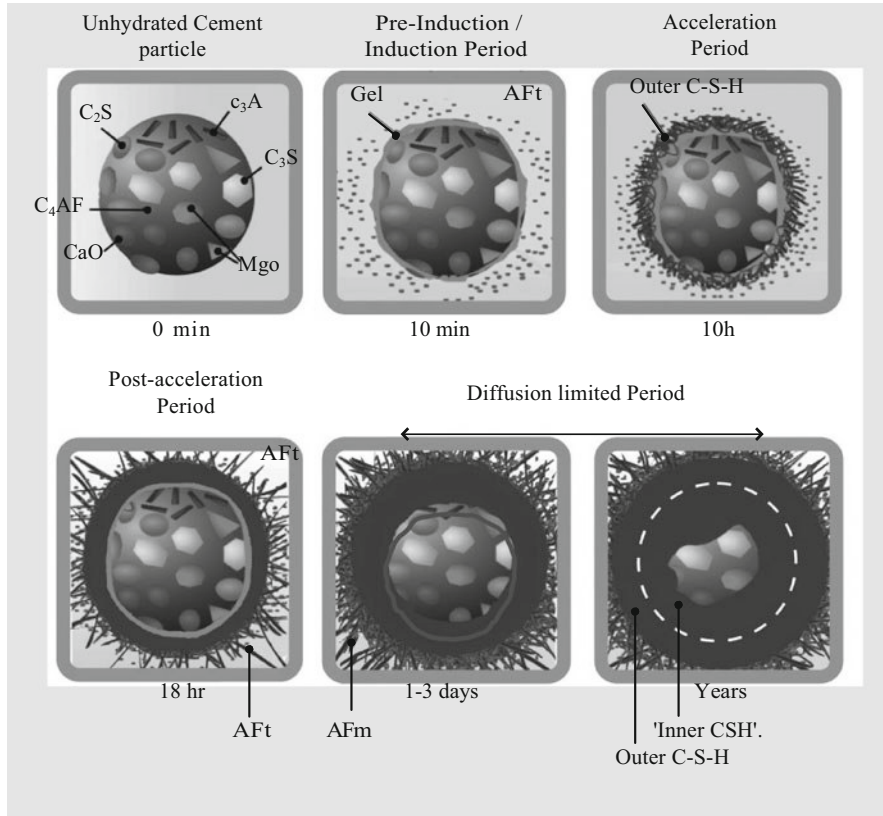 Unhydrated Cement
particle
Pre-Induction /
Induction Period
Acceleration
Period
C₂S
c₃A
C₃S
C₄AF
CaO
Mgo
Gel
AFt
Outer C-S-H
0 min
10 min
10h
Post-acceleration
Period
Diffusion limited Period
AFt
18 hr
1-3 days
Years
AFt
AFm
'Inner CSH'.
Outer C-S-H